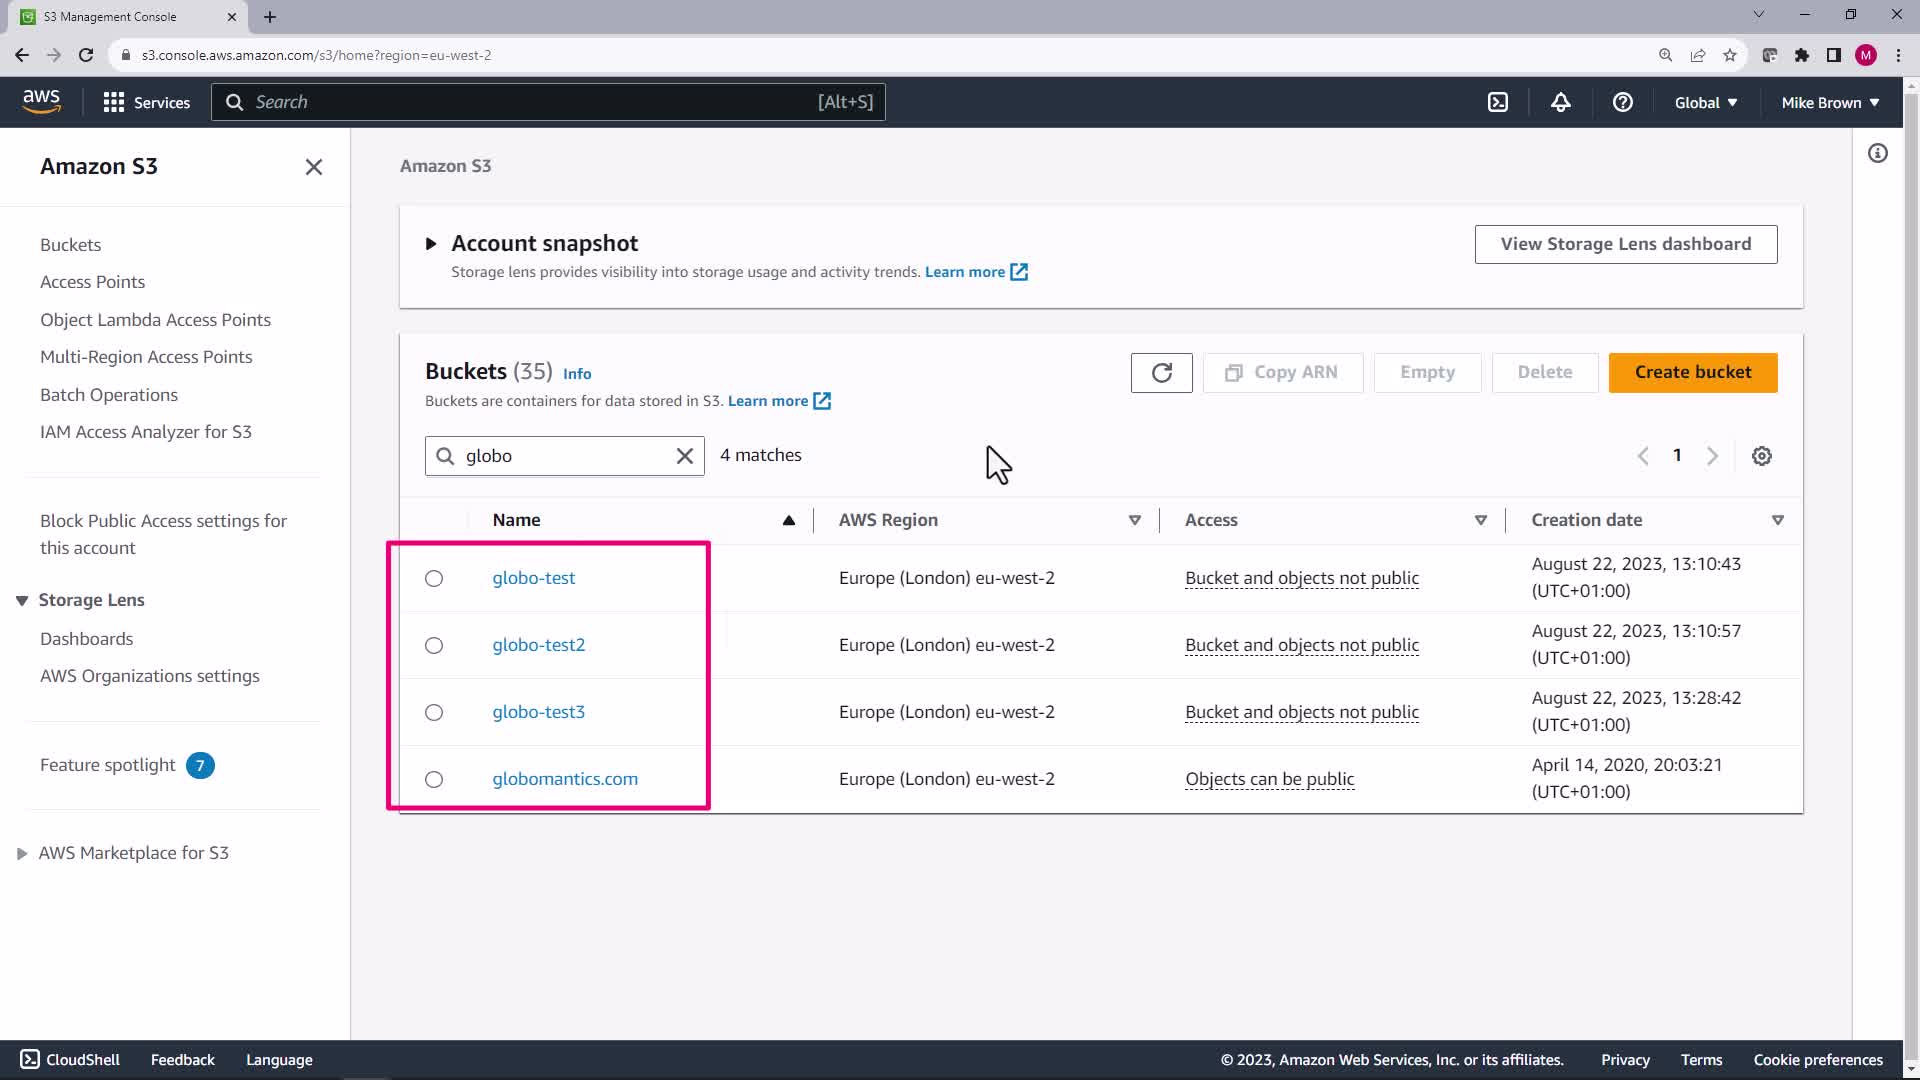 S3 Management Console
s3.console.aws.amazon.com/s3/home?region=eu-west-2
M
aws
Services
Search
[Alt+S]
Global
Mike Brown
Amazon S3
Buckets
Access Points
Object Lambda Access Points
Multi-Region Access Points
Batch Operations
IAM Access Analyzer for S3
Block Public Access settings for
this account
Storage Lens
Dashboards
AWS Organizations settings
Feature spotlight 7
AWS Marketplace for S3
Amazon S3
Account snapshot
Storage lens provides visibility into storage usage and activity trends. Learn more
View Storage Lens dashboard
Buckets (35) Info
Buckets are containers for data stored in S3. Learn more
Copy ARN
Empty
Delete
Create bucket
globo
4 matches
1
Name AWS Region Access Creation date
globo-test Europe (London) eu-west-2 Bucket and objects not public August 22, 2023, 13:10:43
(UTC+01:00)
globo-test2 Europe (London) eu-west-2 Bucket and objects not public August 22, 2023, 13:10:57
(UTC+01:00)
globo-test3 Europe (London) eu-west-2 Bucket and objects not public August 22, 2023, 13:28:42
(UTC+01:00)
globomantics.com Europe (London) eu-west-2 Objects can be public April 14, 2020, 20:03:21
(UTC+01:00)
CloudShell Feedback Language © 2023, Amazon Web Services, Inc. or its affiliates. Privacy Terms Cookie preferences